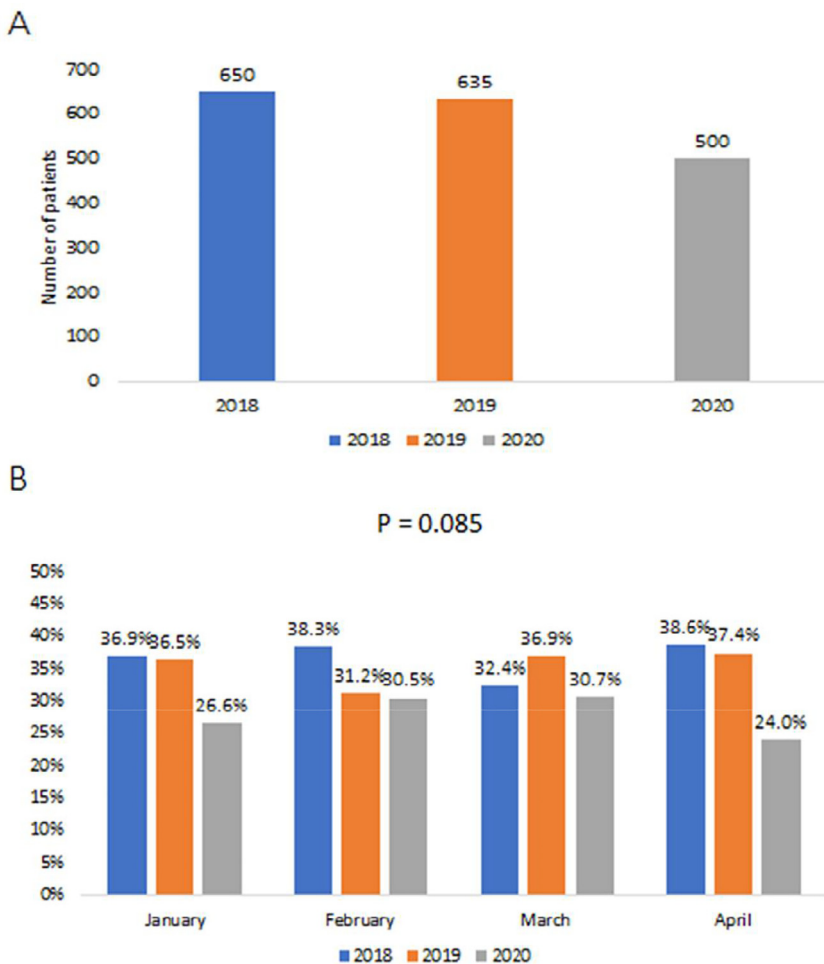 A
700
600
500
400
300
200
100
0
Number of patients
650
635
500
2018
2019
2020
2018 2019 2020
B
P = 0.085
50%
45%
40%
35%
30%
25%
20%
15%
10%
5%
0%
36.9% 36.5% 26.6%
38.3% 31.2% 30.5%
32.4% 36.9% 30.7%
38.6% 37.4% 24.0%
January February March April
2018 2019 2020